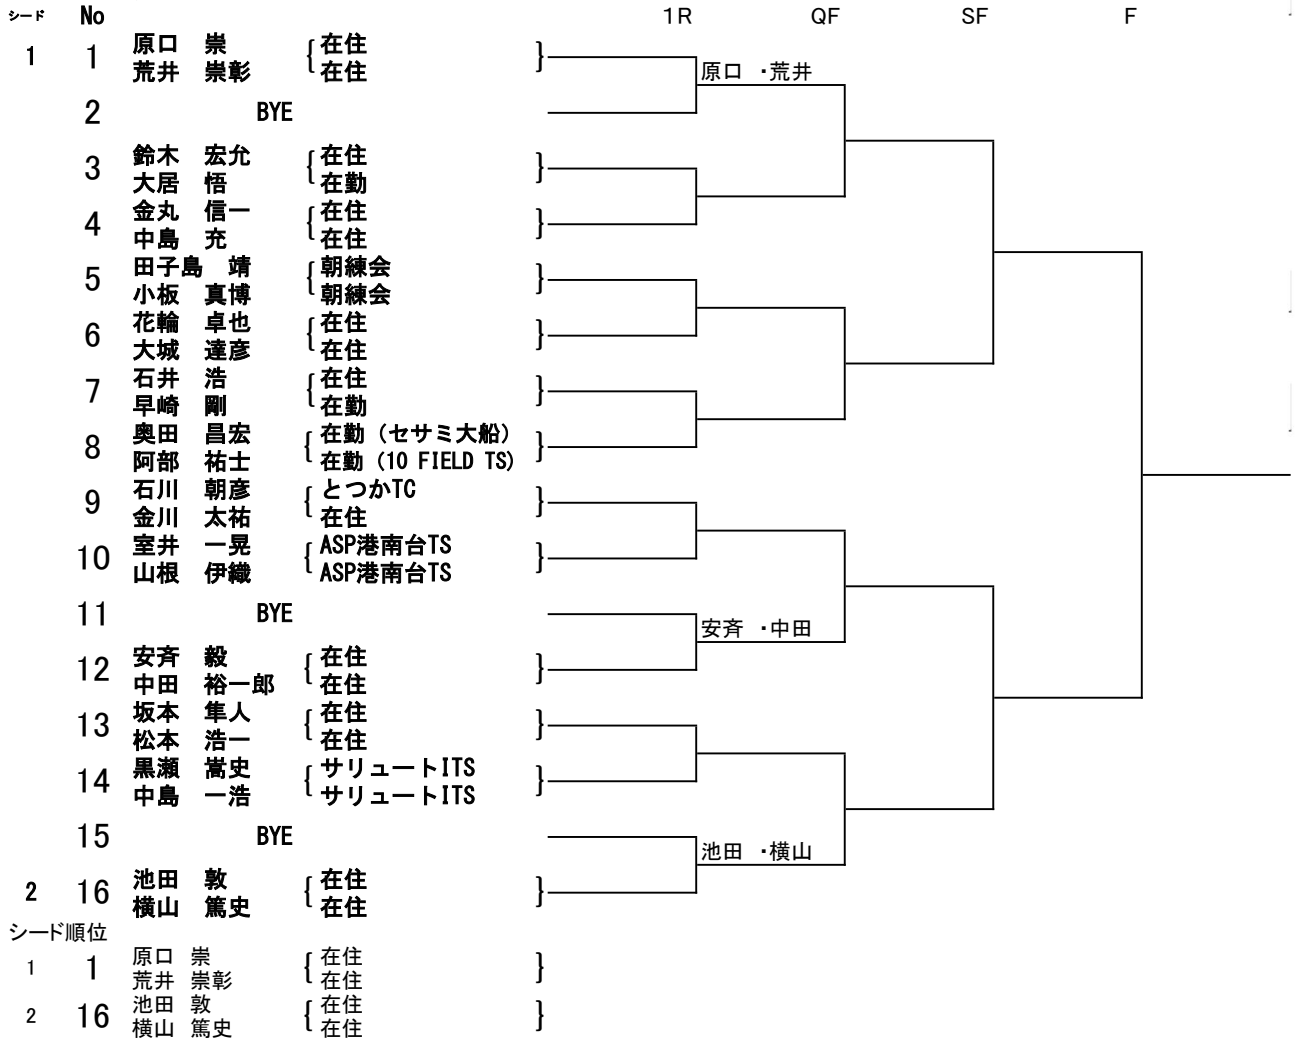 シード No 1R QF SF F
原口 崇 { 在住 }
1 1
荒井 崇彰 在住
原口 ・荒井
2 BYE
鈴木 宏允 { 在住 }
3
大居 悟 在勤
金丸 信一 { 在住 }
4
中島 充 在住
田子島 靖 { 朝練会 }
5
小板 真博 朝練会
花輪 卓也 { 在住 }
6
大城 達彦 在住
石井 浩 { 在住 }
7
早崎 剛 在勤
奥田 昌宏 { 在勤（セサミ大船） }
8
阿部 祐士 在勤（10 FIELD TS)
石川 朝彦 { とつかTC }
9
金川 太祐 在住
室井 一晃 { ASP港南台TS }
10
山根 伊織 ASP港南台TS
11 BYE
安斉 ・中田
安斉 毅 { 在住 }
12
中田 裕一郎 在住
坂本 隼人 { 在住 }
13
松本 浩一 在住
黒瀬 嵩史 { サリュートITS }
14
中島 一浩 サリュートITS
15 BYE
池田 ・横山
池田 敦 { 在住 }
2 16
横山 篤史 在住
シード順位
原口 崇 { 在住 }
1 1
荒井 崇彰 在住
池田 敦 { 在住 }
2 16
横山 篤史 在住